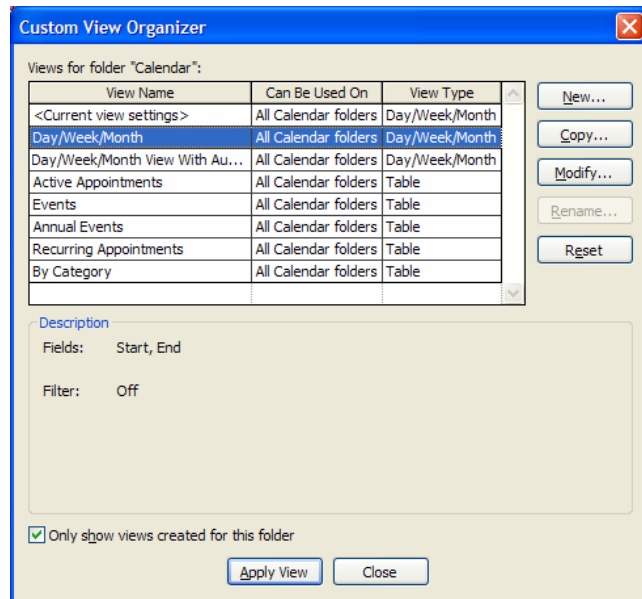 Custom View Organizer
Views for folder "Calendar":
View Name Can Be Used On View Type
<Current view settings> All Calendar folders Day/Week/Month
Day/Week/Month All Calendar folders Day/Week/Month
Day/Week/Month View With Au... All Calendar folders Day/Week/Month
Active Appointments All Calendar folders Table
Events All Calendar folders Table
Annual Events All Calendar folders Table
Recurring Appointments All Calendar folders Table
By Category All Calendar folders Table
New...
Copy...
Modify...
Rename...
Reset
Description
Fields: Start, End
Filter: Off
Only show views created for this folder
Apply View Close